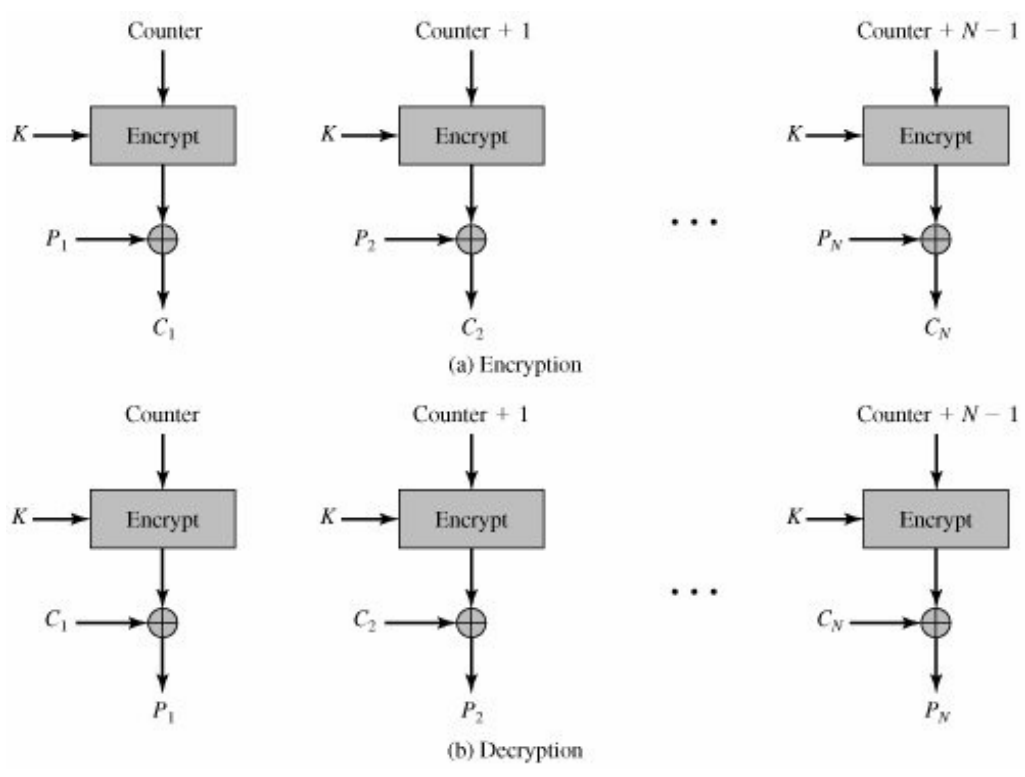 Counter Counter + 1 Counter + N − 1
K Encrypt K Encrypt K Encrypt
. . .
P1 P2 PN
C1 C2 CN
(a) Encryption
Counter Counter + 1 Counter + N − 1
K Encrypt K Encrypt K Encrypt
. . .
C1 C2 CN
P1 P2 PN
(b) Decryption